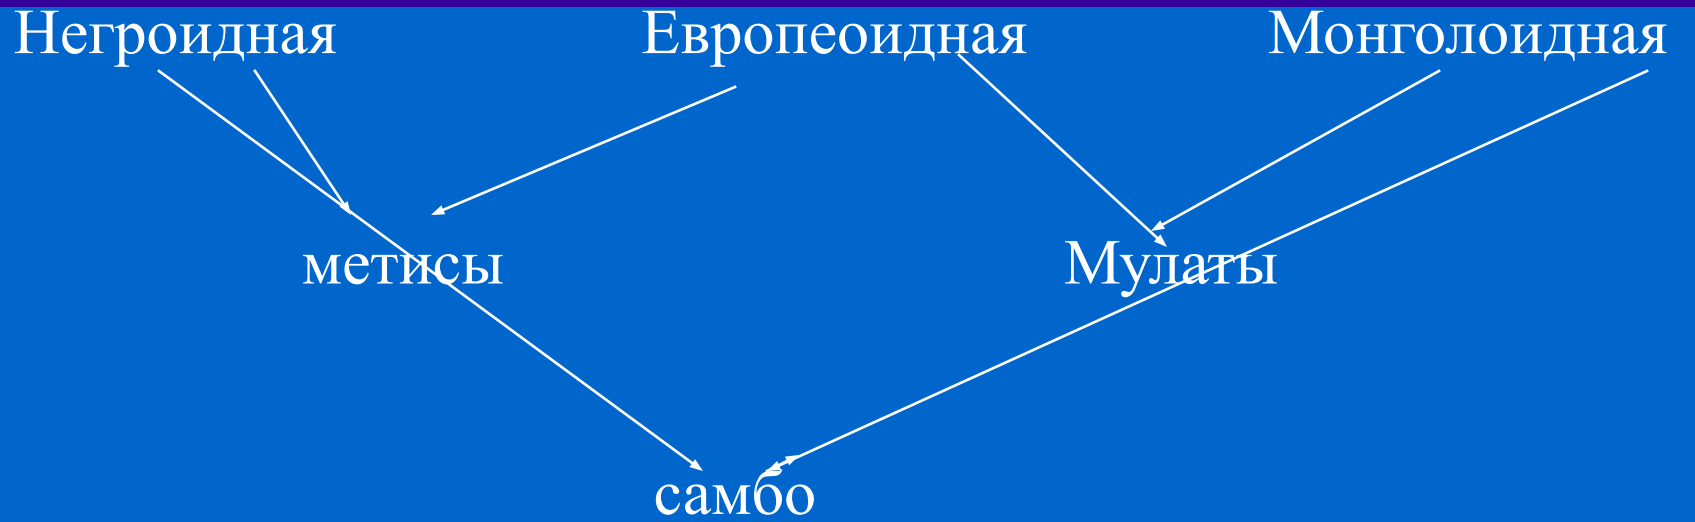 Негроидная Европеоидная Монголоидная
метисы Мулаты
самбо